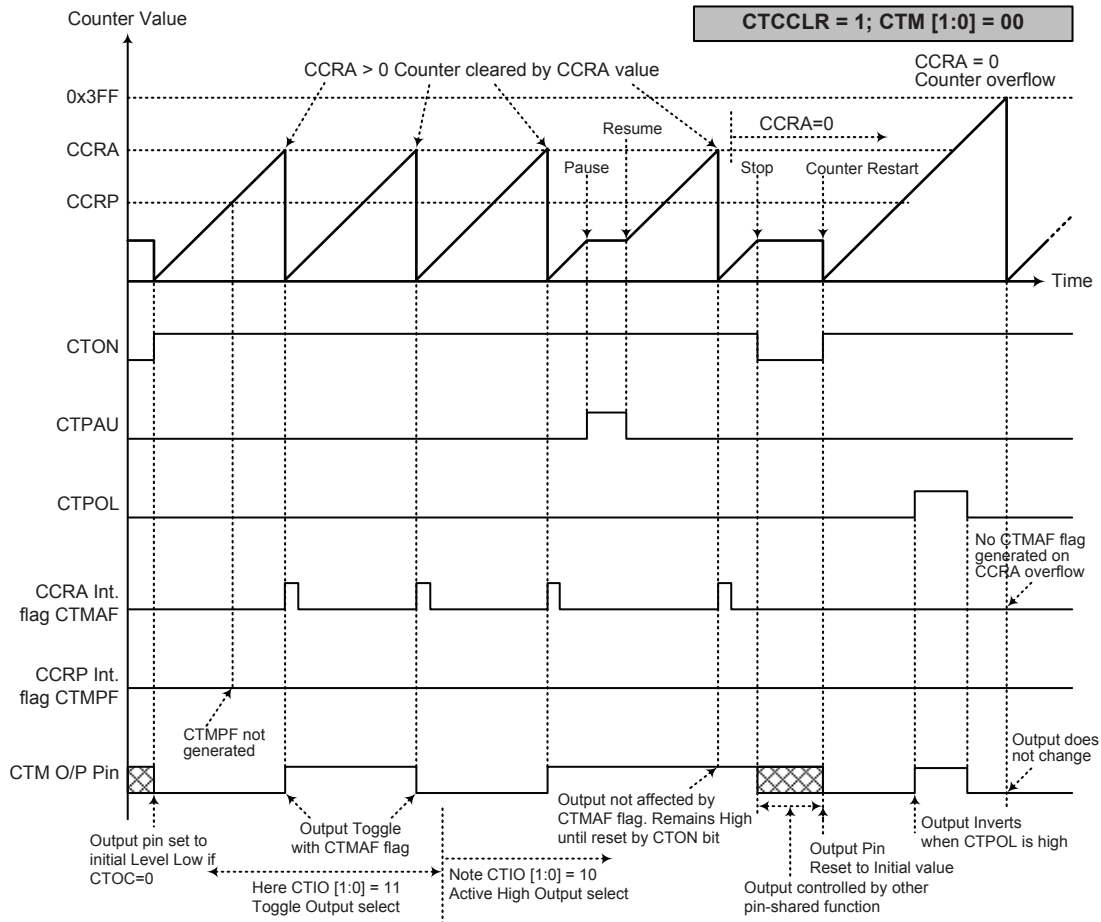 Counter Value
CTCCLR = 1; CTM [1:0] = 00
CCRA > 0 Counter cleared by CCRA value
CCRA = 0
Counter overflow
0x3FF
CCRA
CCRP
Resume
CCRA=0
Pause
Stop
Counter Restart
Time
CTON
CTPAU
CTPOL
No CTMAF flag
generated on
CCRA overflow
CCRA Int.
flag CTMAF
CCRP Int.
flag CTMPF
CTMPF not
generated
CTM O/P Pin
Output does
not change
Output pin set to
initial Level Low if
CTOC=0
Output Toggle
with CTMAF flag
Output not affected by
CTMAF flag. Remains High
until reset by CTON bit
Output Pin
Reset to Initial value
Output Inverts
when CTPOL is high
Here CTIO [1:0] = 11
Toggle Output select
Note CTIO [1:0] = 10
Active High Output select
Output controlled by other
pin-shared function